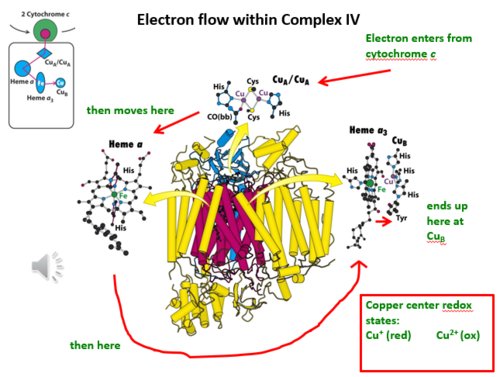 Electron flow within Complex IV
2 Cytochrome c
CuA/CuA
Heme a
Fe
Cu
Heme a3
CuB
Electron enters from
cytochrome c
CuA/CuA
His
Cys
Cu
Cu
CO(bb)
Cys
His
then moves here
Heme a
His
Fe
His
Heme a3
CuB
His
His
Cu
Fe
His
His
Tyr
ends up
here at
CuB
then here
Copper center redox
states:
Cu+ (red) Cu2+ (ox)